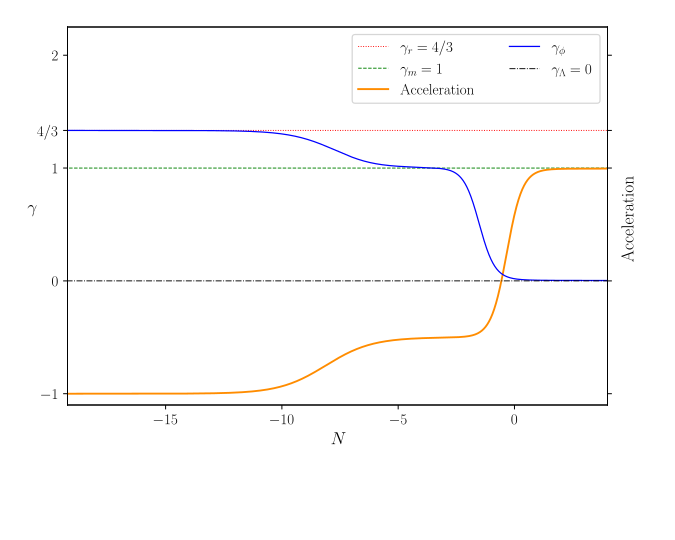 γ_r = 4/3
γ_m = 1
Acceleration
γ_ϕ
γ_Λ = 0
2
4/3
1
0
−1
γ
Acceleration
−15
−10
−5
0
N